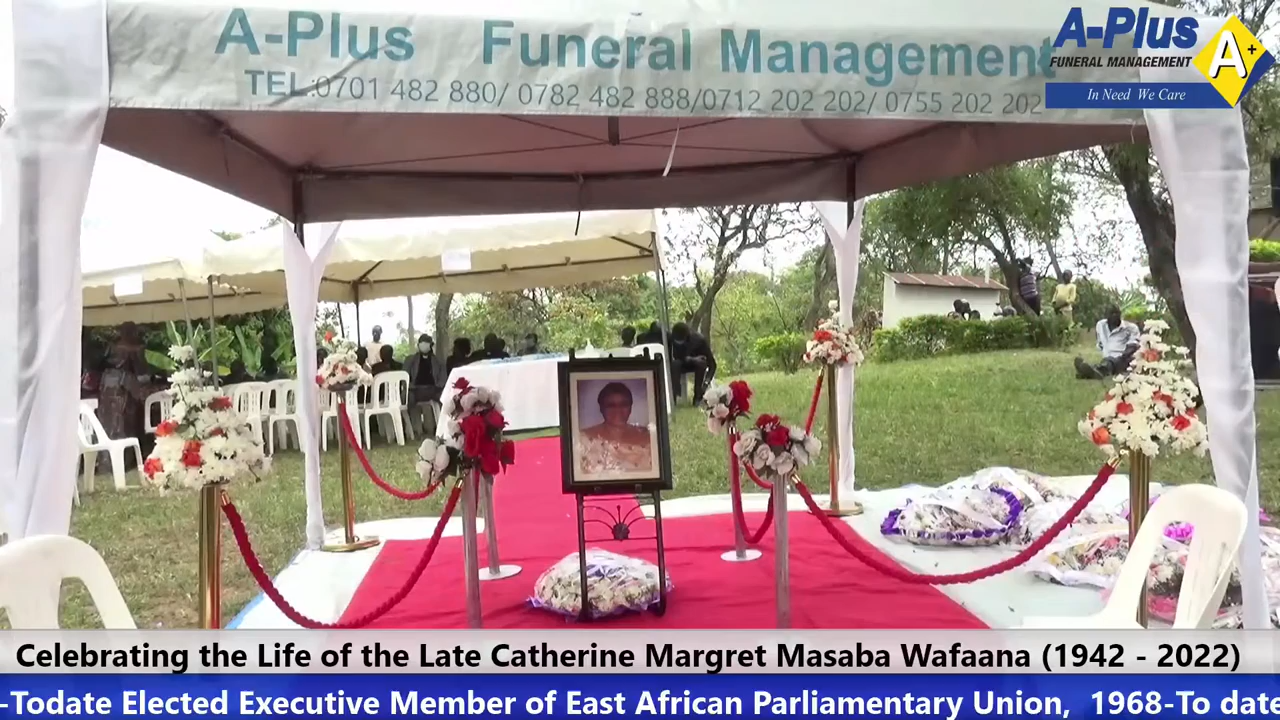 A-Plus Funeral Management
TEL:0701 482 880/ 0782 482 888/0712 202 202/ 0755 202 202
A-Plus
FUNERAL MANAGEMENT
A+
In Need We Care
Celebrating the Life of the Late Catherine Margret Masaba Wafaana (1942 - 2022)
-Todate Elected Executive Member of East African Parliamentary Union, 1968-To date